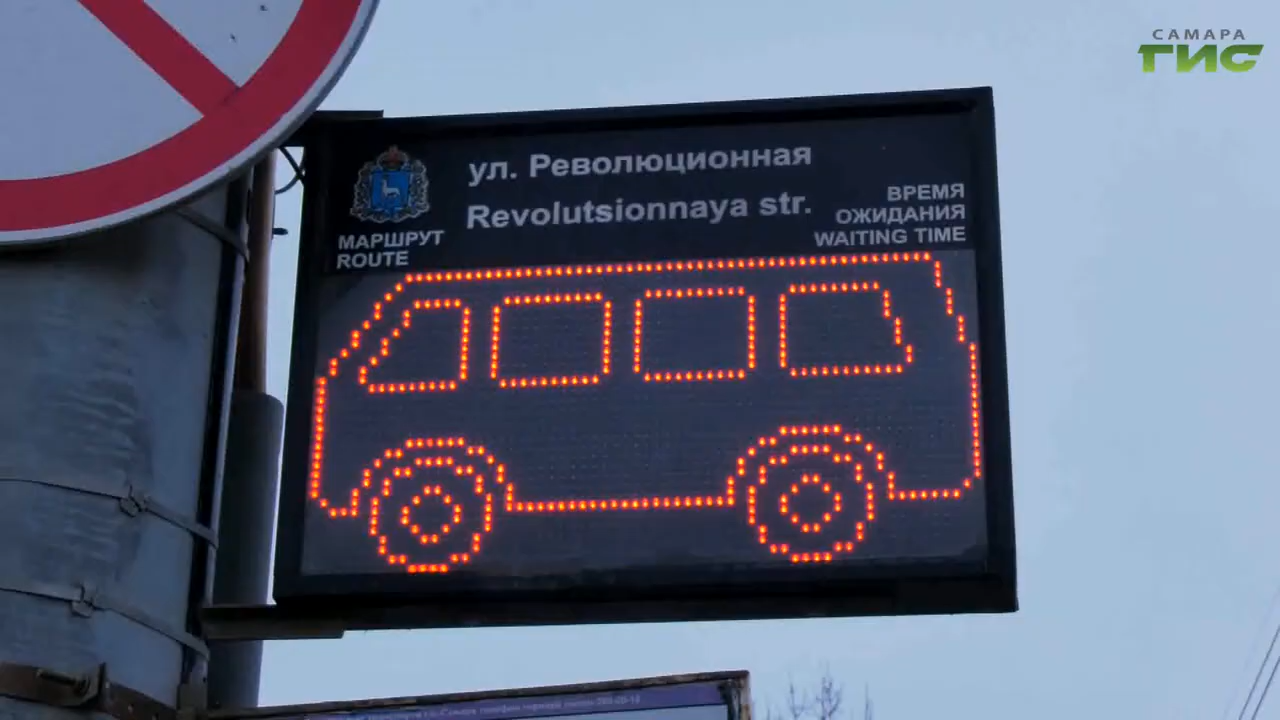 САМАРА
ГИС
ул. Революционная
Revolutsionnaya str.
МАРШРУТ
ROUTE
ВРЕМЯ
ОЖИДАНИЯ
WAITING TIME